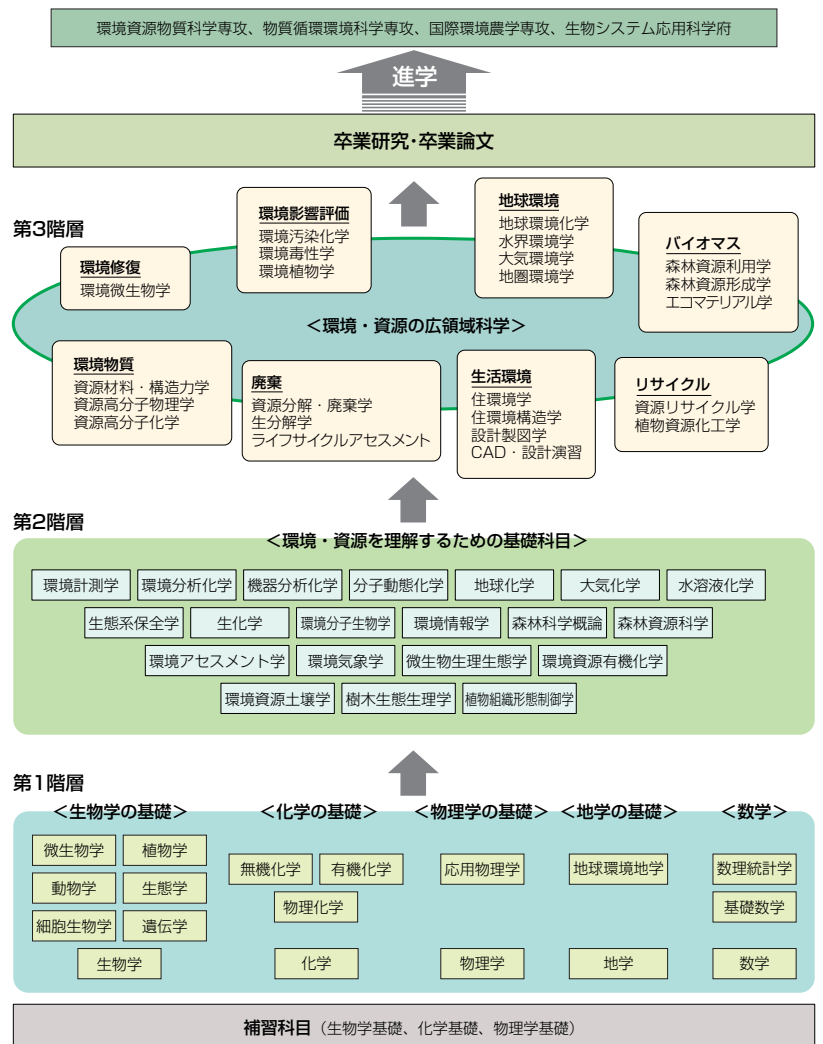 環境資源物質科学専攻、物質循環環境科学専攻、国際環境農学専攻、生物システム応用科学府
進学
卒業研究・卒業論文
第3階層
環境修復
環境微生物学
環境影響評価
環境汚染化学
環境毒性学
環境植物学
地球環境
地球環境化学
水界環境学
大気環境学
地圏環境学
バイオマス
森林資源利用学
森林資源形成学
エコマテリアル学
＜環境・資源の広領域科学＞
環境物質
資源材料・構造力学
資源高分子物理学
資源高分子化学
廃棄
資源分解・廃棄学
生分解学
ライフサイクルアセスメント
生活環境
住環境学
住環境構造学
設計製図学
CAD・設計演習
リサイクル
資源リサイクル学
植物資源化工学
第2階層
＜環境・資源を理解するための基礎科目＞
環境計測学 環境分析化学 機器分析化学 分子動態化学 地球化学 大気化学 水溶液化学
生態系保全学 生化学 環境分子生物学 環境情報学 森林科学概論 森林資源科学
環境アセスメント学 環境気象学 微生物生理生態学 環境資源有機化学
環境資源土壌学 樹木生態生理学 植物組織形態制御学
第1階層
＜生物学の基礎＞ ＜化学の基礎＞ ＜物理学の基礎＞ ＜地学の基礎＞ ＜数学＞
微生物学 植物学
動物学 生態学
細胞生物学 遺伝学
生物学
無機化学 有機化学
物理化学
化学
応用物理学
物理学
地球環境地学
地学
数理統計学
基礎数学
数学
補習科目（生物学基礎、化学基礎、物理学基礎）